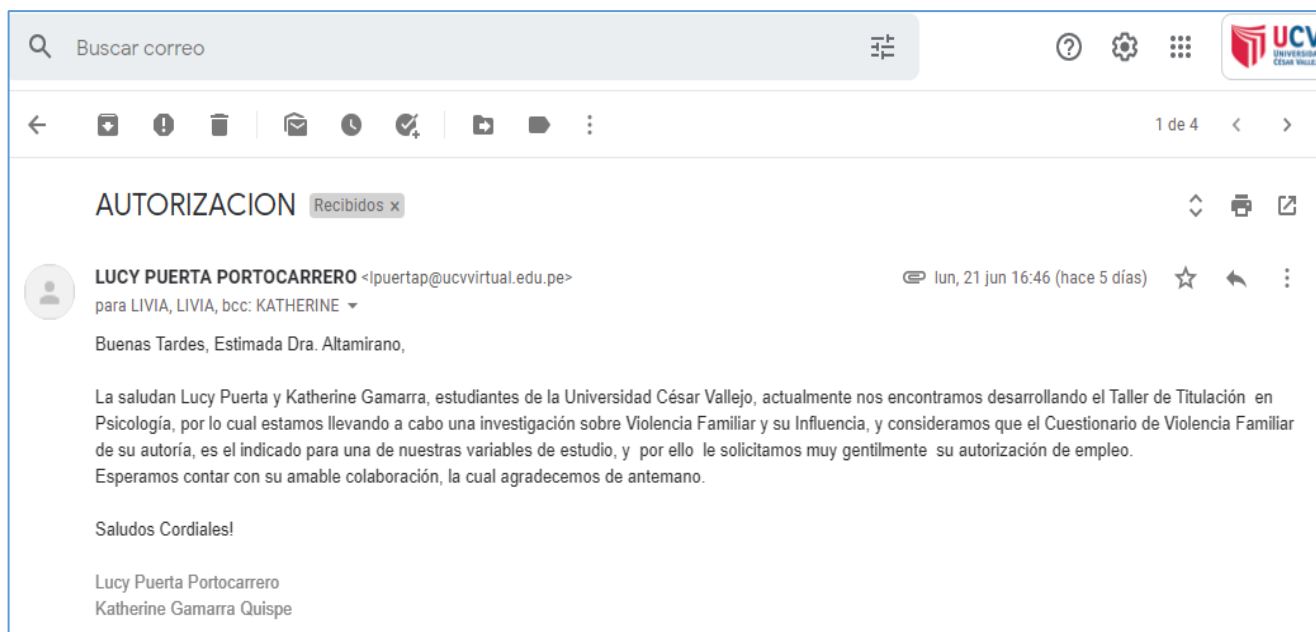 Buscar correo
UCV
UNIVERSIDA
CÉSAR VALLE
1 de 4
AUTORIZACION Recibidos x
LUCY PUERTA PORTOCARRERO <lpuertap@ucvvirtual.edu.pe> lun, 21 jun 16:46 (hace 5 días)
para LIVIA, LIVIA, bcc: KATHERINE
Buenas Tardes, Estimada Dra. Altamirano,
La saludan Lucy Puerta y Katherine Gamarra, estudiantes de la Universidad César Vallejo, actualmente nos encontramos desarrollando el Taller de Titulación en
Psicología, por lo cual estamos llevando a cabo una investigación sobre Violencia Familiar y su Influencia, y consideramos que el Cuestionario de Violencia Familiar
de su autoría, es el indicado para una de nuestras variables de estudio, y por ello le solicitamos muy gentilmente su autorización de empleo.
Esperamos contar con su amable colaboración, la cual agradecemos de antemano.
Saludos Cordiales!
Lucy Puerta Portocarrero
Katherine Gamarra Quispe